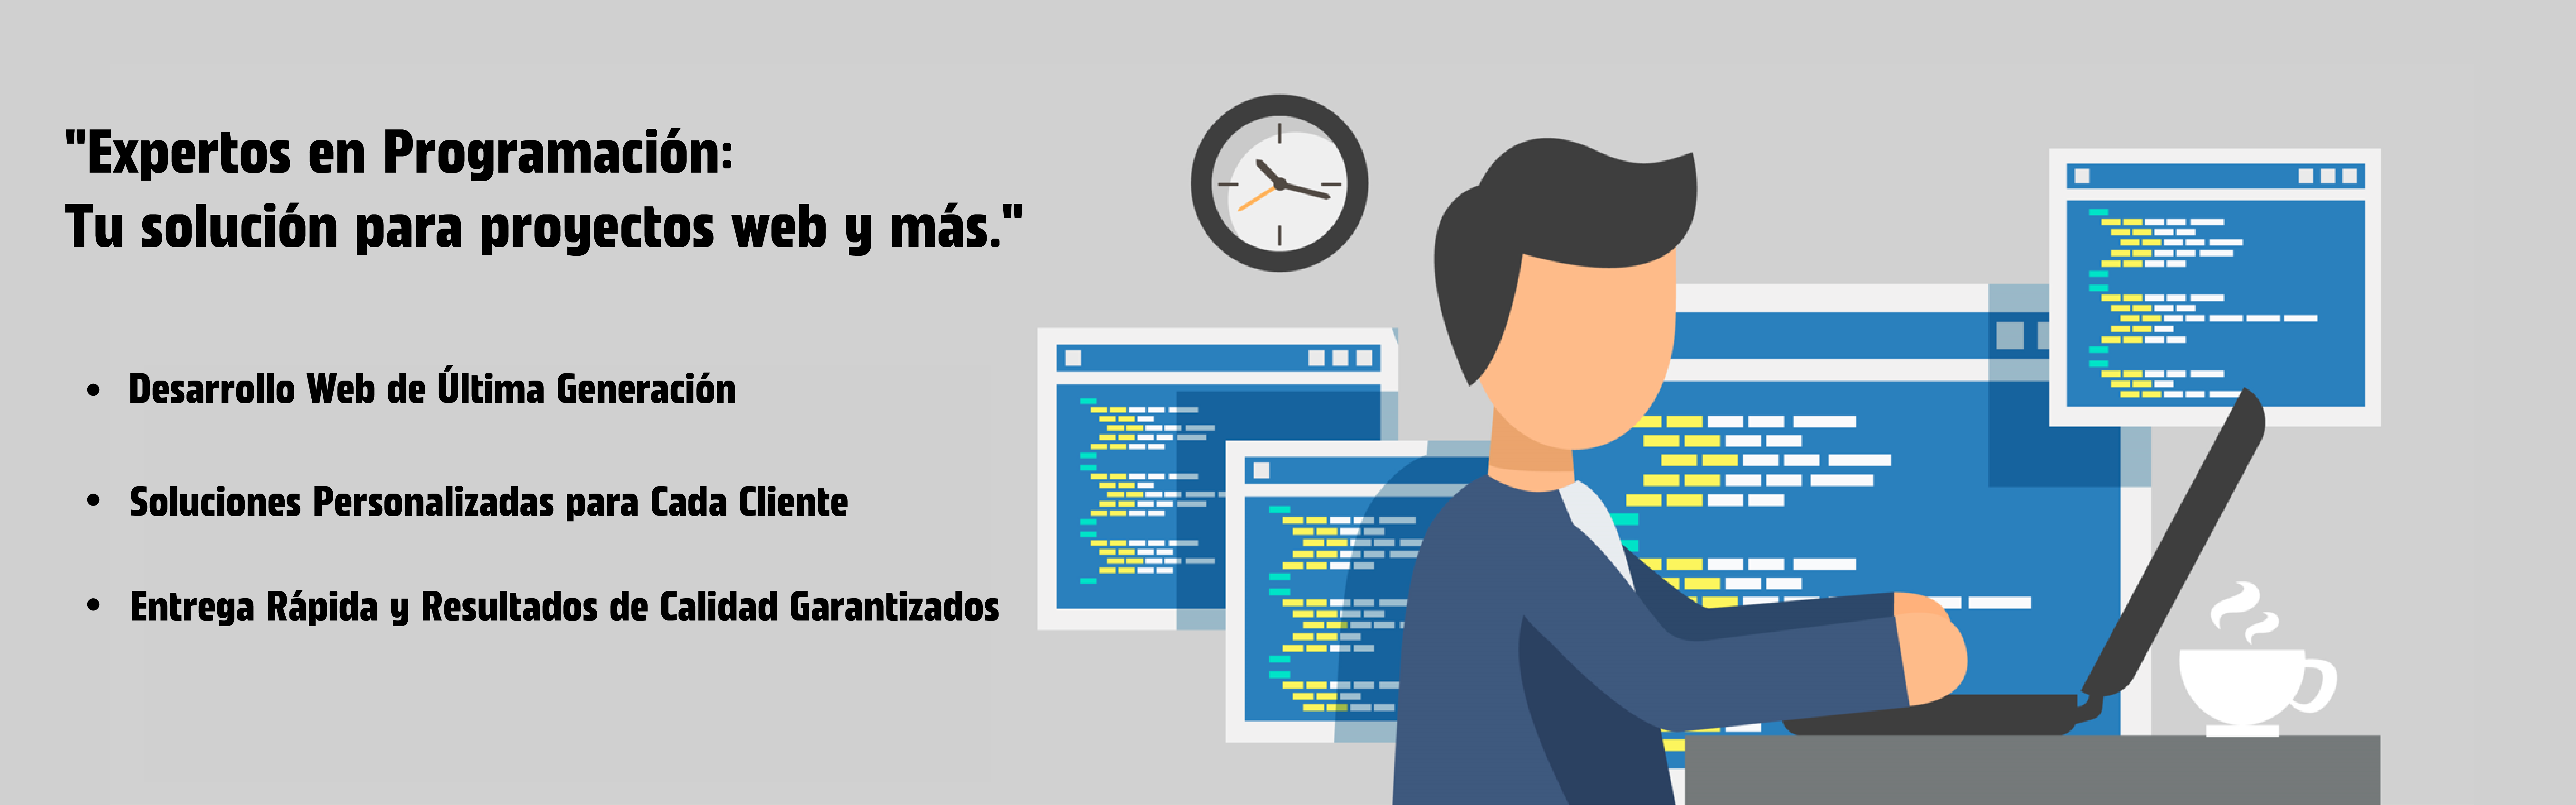 "Expertos en Programación:
Tu solución para proyectos web y más."
• Desarrollo Web de Última Generación
• Soluciones Personalizadas para Cada Cliente
• Entrega Rápida y Resultados de Calidad Garantizados